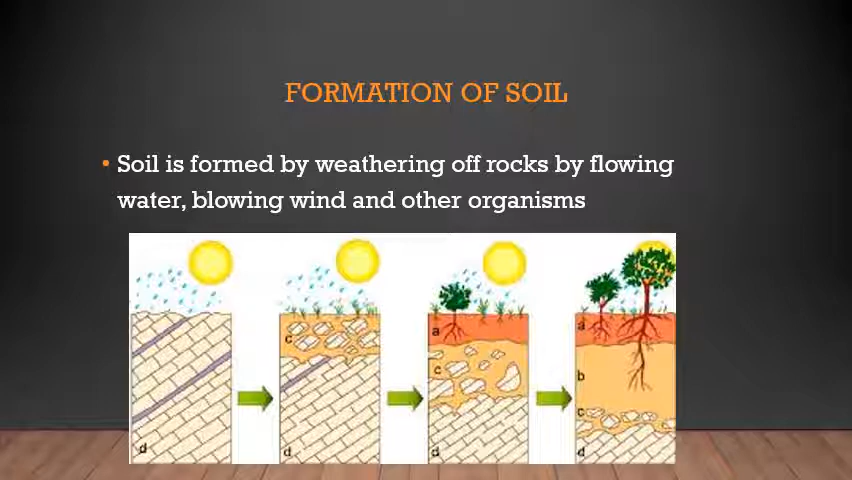 FORMATION OF SOIL
• Soil is formed by weathering off rocks by flowing
water, blowing wind and other organisms
d
c
d
a
c
d
a
b
c
d